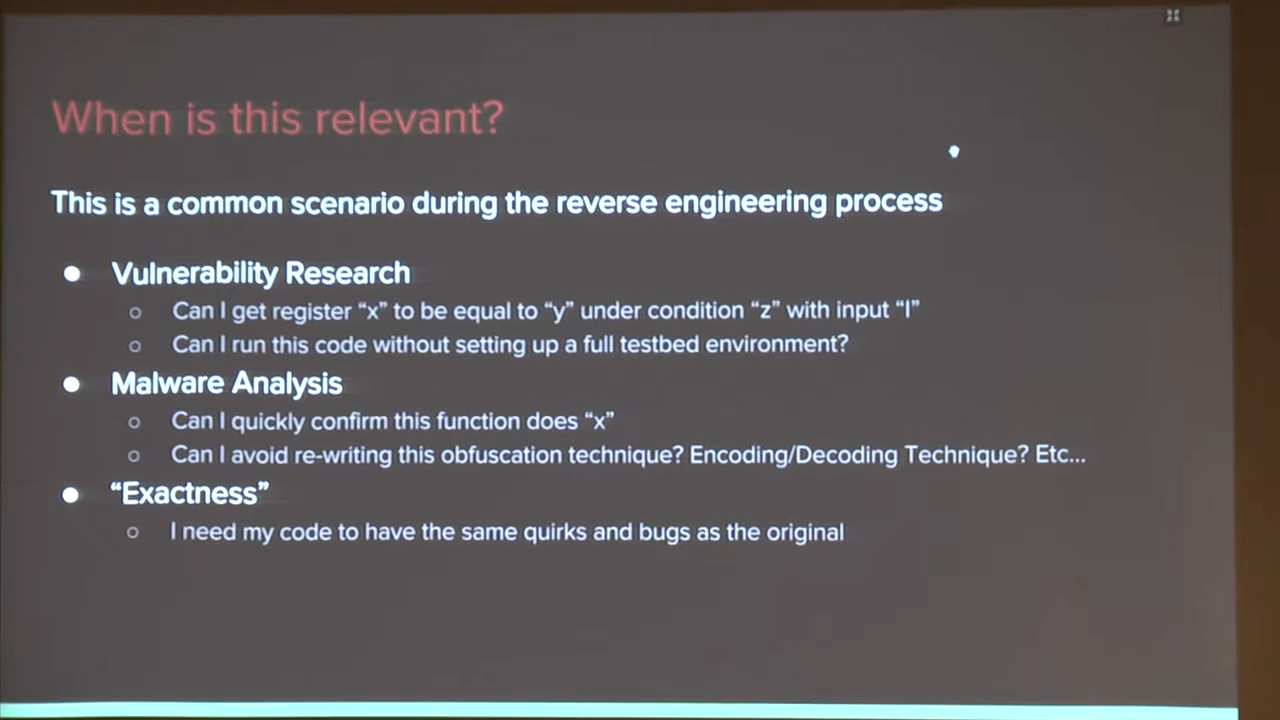 When is this relevant?
This is a common scenario during the reverse engineering process
● Vulnerability Research
○ Can I get register “x” to be equal to “y” under condition “z” with input “I”
○ Can I run this code without setting up a full testbed environment?
● Malware Analysis
○ Can I quickly confirm this function does “x”
○ Can I avoid re-writing this obfuscation technique? Encoding/Decoding Technique? Etc...
● “Exactness”
○ I need my code to have the same quirks and bugs as the original